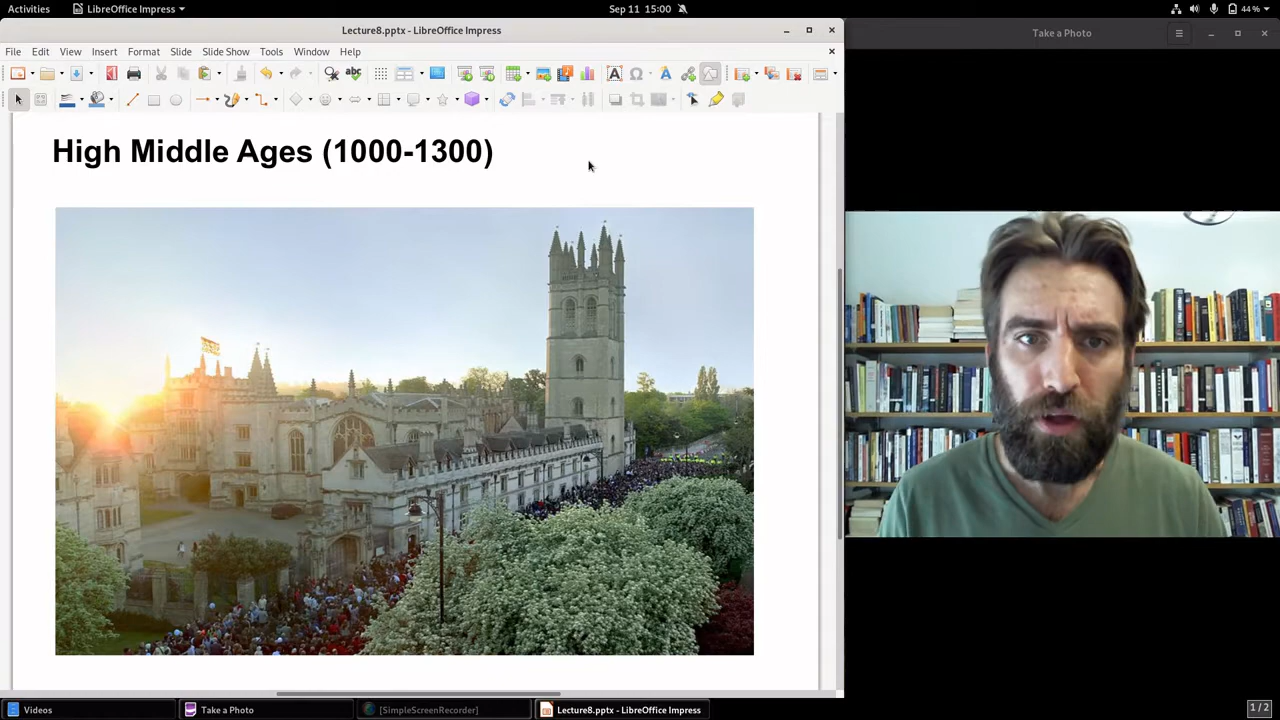 Activities
LibreOffice Impress
Sep 11 15:00
44%
Lecture8.pptx - LibreOffice Impress
Take a Photo
File Edit View Insert Format Slide Slide Show Tools Window Help
High Middle Ages (1000-1300)
Videos
Take a Photo
[SimpleScreenRecorder]
Lecture8.pptx - LibreOffice Impress
1 / 2